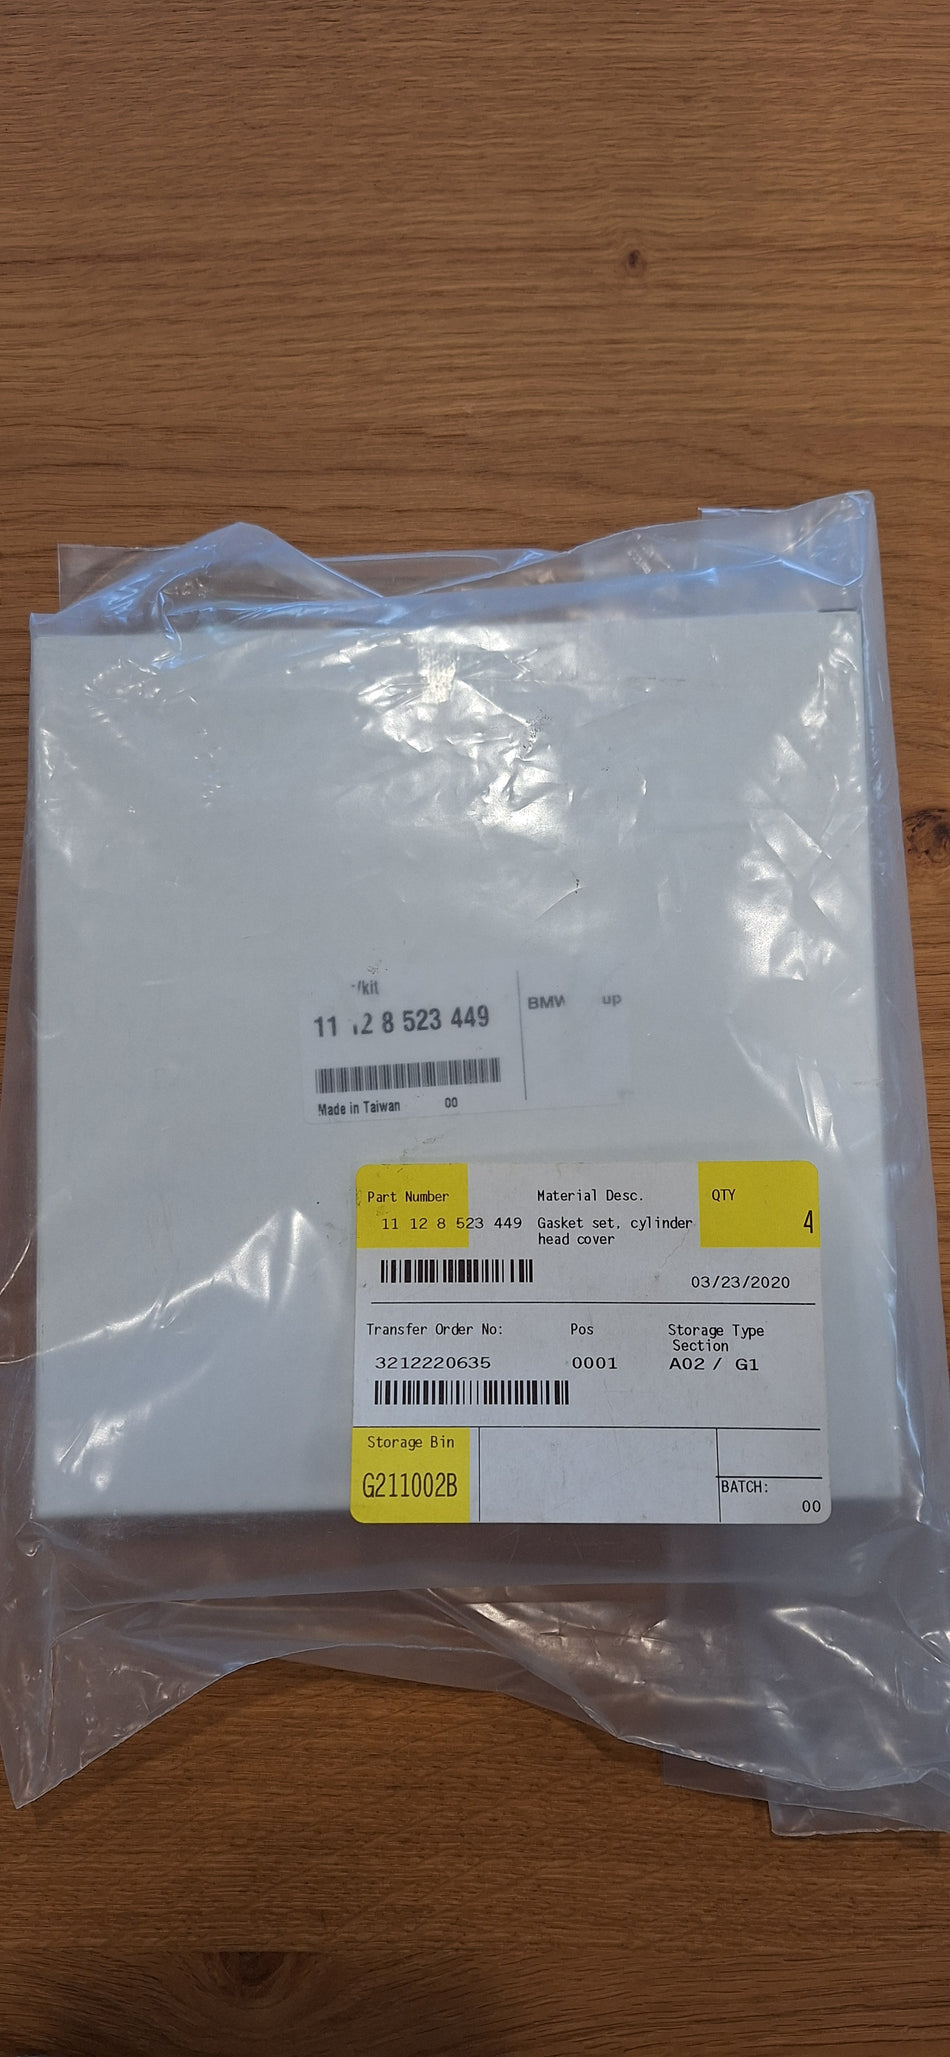 /kit
11 12 8 523 449
BMW up
Made in Taiwan 00
Part Number Material Desc. QTY
11 12 8 523 449 Gasket set, cylinder 4
head cover
03/23/2020
Transfer Order No: Pos Storage Type
Section
3212220635 0001 A02 / G1
Storage Bin
G211002B
BATCH:
00